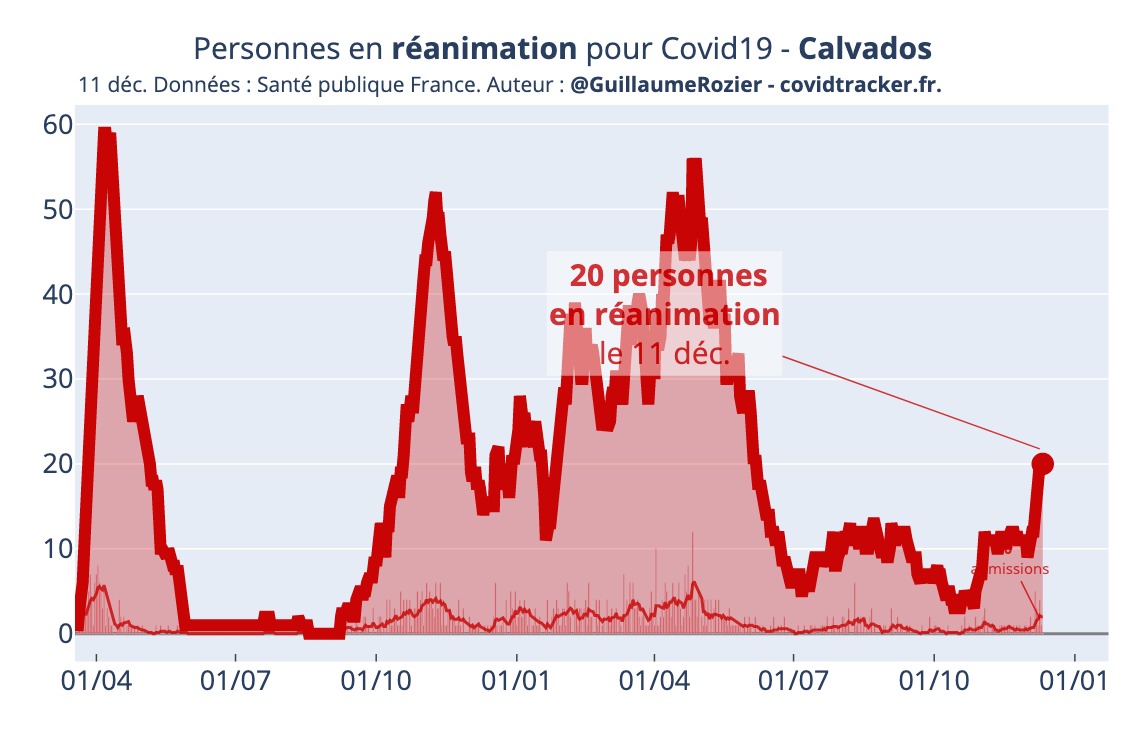 Personnes en réanimation pour Covid19 - Calvados
11 déc. Données : Santé publique France. Auteur : @GuillaumeRozier - covidtracker.fr.
60
50
40
30
20
10
0
20 personnes
en réanimation
le 11 déc.
admissions
01/04
01/07
01/10
01/01
01/04
01/07
01/10
01/01